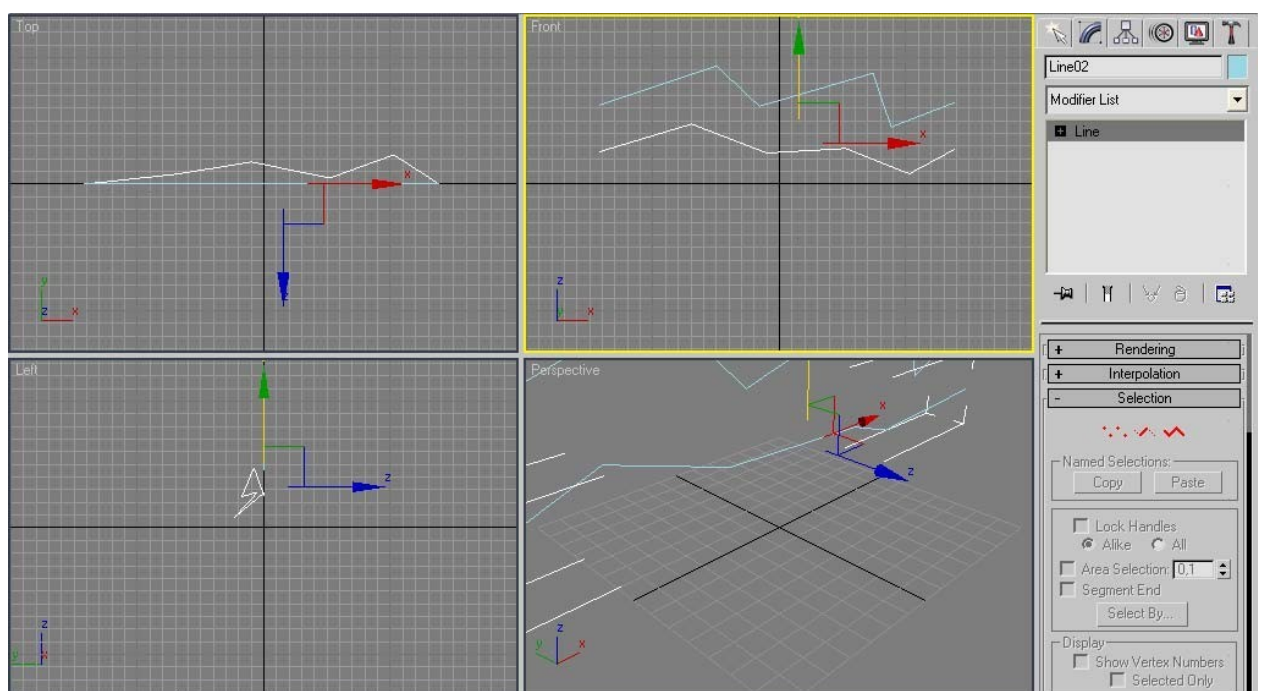 Top
x
z
y
z x
Front
x
z
y x
Left
z
z
y x
Perspective
x
z
z
y x
Line02
Modifier List
Line
+ Rendering
+ Interpolation
- Selection
Named Selections:
Copy Paste
Lock Handles
Alike All
Area Selection: 0,1
Segment End
Select By...
Display
Show Vertex Numbers
Selected Only